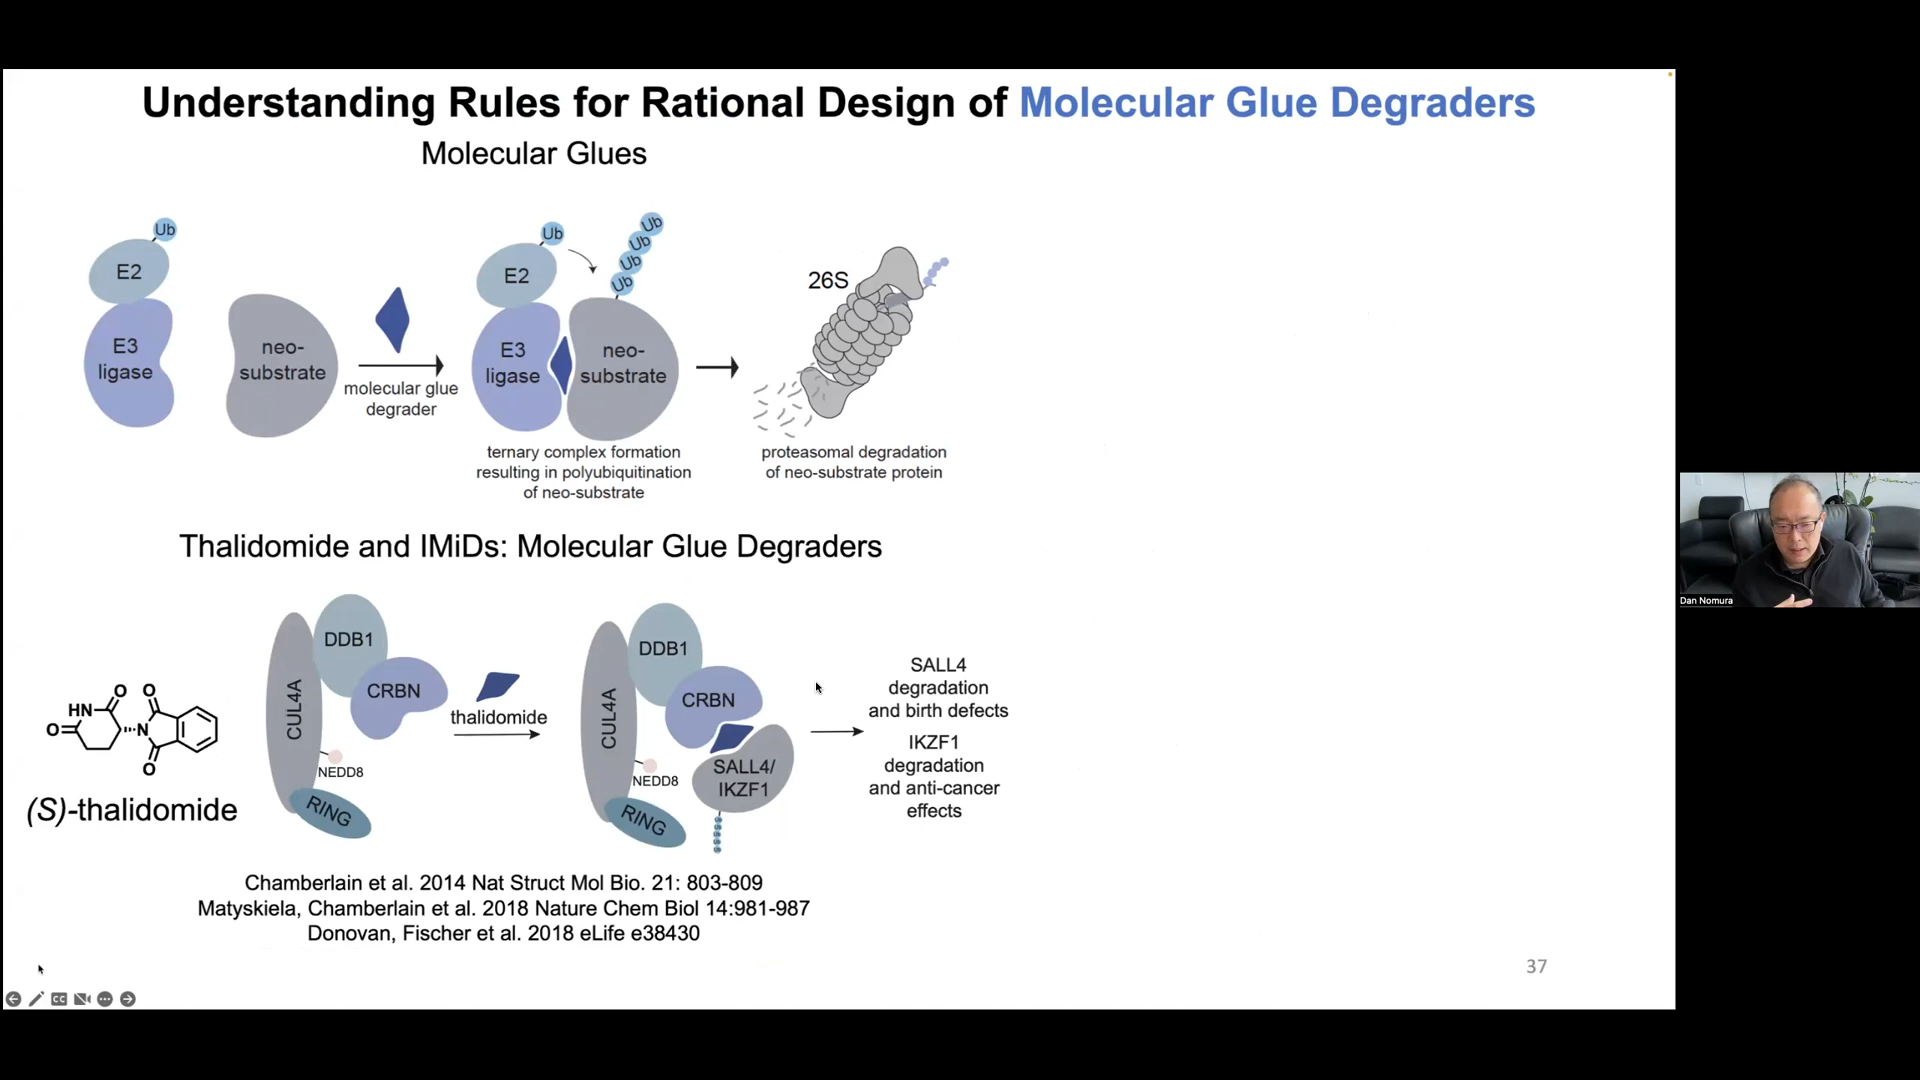 Understanding Rules for Rational Design of Molecular Glue Degraders
Molecular Glues
Ub
E2
E3
ligase
neo-
substrate
molecular glue
degrader
Ub
E2
E3
ligase
Ub
Ub
Ub
Ub
neo-
substrate
ternary complex formation
resulting in polyubiquitination
of neo-substrate
26S
proteasomal degradation
of neo-substrate protein
Thalidomide and IMiDs: Molecular Glue Degraders
HN
O
O
O
N
O
(S)-thalidomide
CUL4A
DDB1
CRBN
NEDD8
RING
thalidomide
CUL4A
DDB1
CRBN
NEDD8
RING
SALL4/
IKZF1
SALL4
degradation
and birth defects
IKZF1
degradation
and anti-cancer
effects
Chamberlain et al. 2014 Nat Struct Mol Bio. 21: 803-809
Matyskiela, Chamberlain et al. 2018 Nature Chem Biol 14:981-987
Donovan, Fischer et al. 2018 eLife e38430
37
CC
Dan Nomura